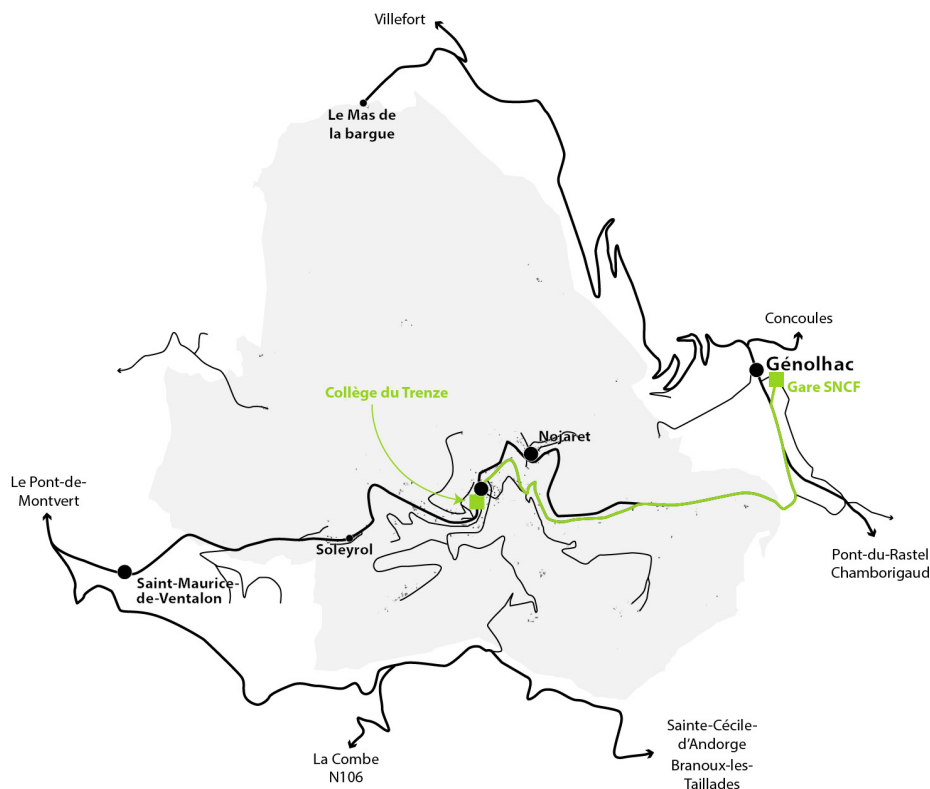 Villefort
Le Mas de
la bargue
Concoules
Génolhac
Gare SNCF
Collège du Trenze
Nojaret
Le Pont-de-
Montvert
Soleyrol
Saint-Maurice-
de-Ventalon
Pont-du-Rastel
Chamborigaud
Sainte-Cécile-
d'Andorge
Branoux-les-
Taillades
La Combe
N106